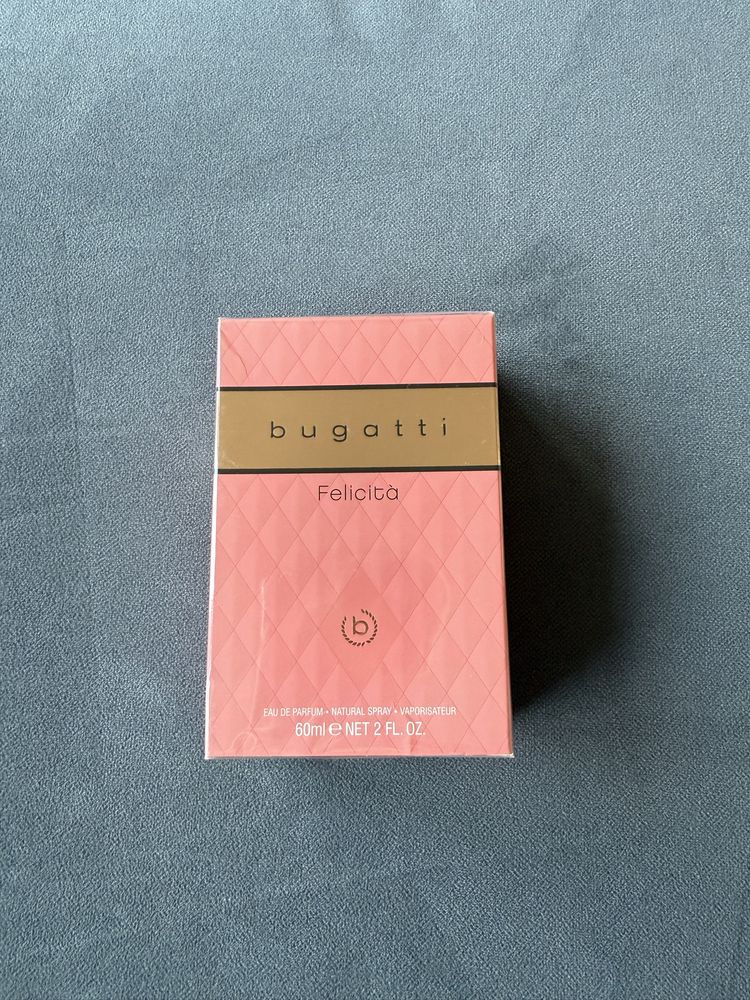 bugatti
Felicità
b
EAU DE PARFUM • NATURAL SPRAY • VAPORISATEUR
60ml ℮ NET 2 FL. OZ.